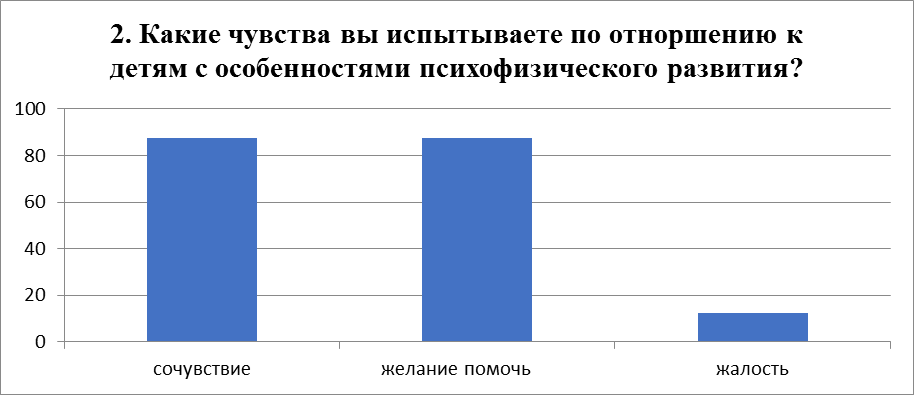 2. Какие чувства вы испытываете по отноршению к
детям с особенностями психофизического развития?
100
80
60
40
20
0
сочувствие
желание помочь
жалость